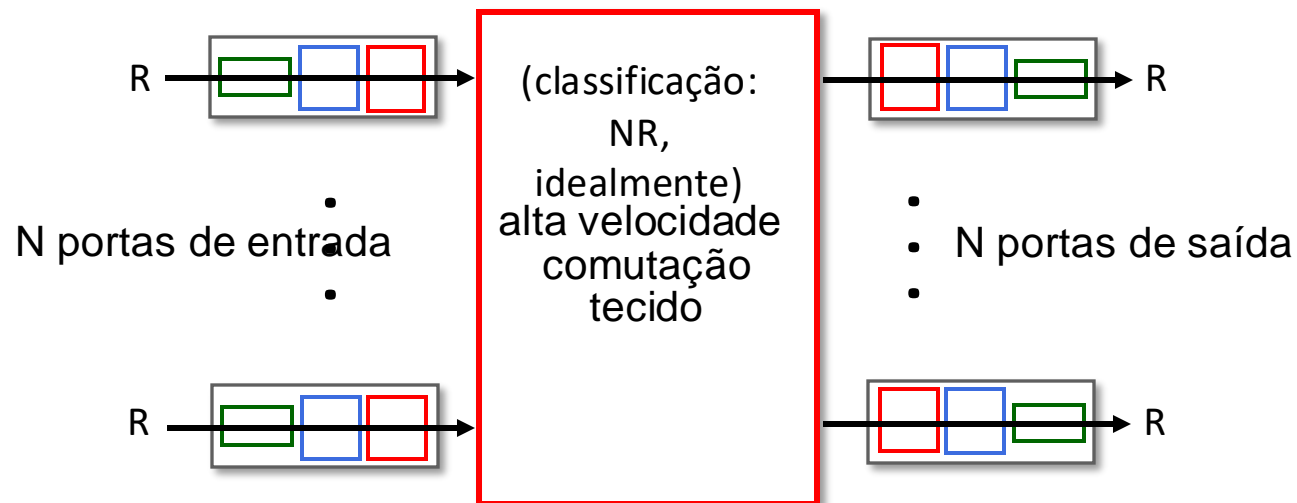 R
(classificação:
NR,
idealmente)
alta velocidade
comutação
tecido
R
N portas de entrada
N portas de saída
R
R